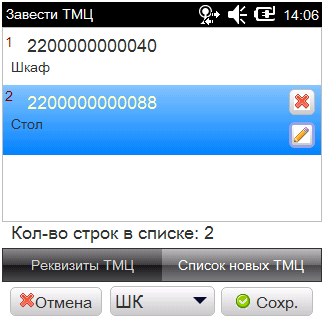 Завести ТМЦ 14:06
1 2200000000040
Шкаф
2 2200000000088
Стол
Кол-во строк в списке: 2
Реквизиты ТМЦ Список новых ТМЦ
Отмена ШК Сохр.